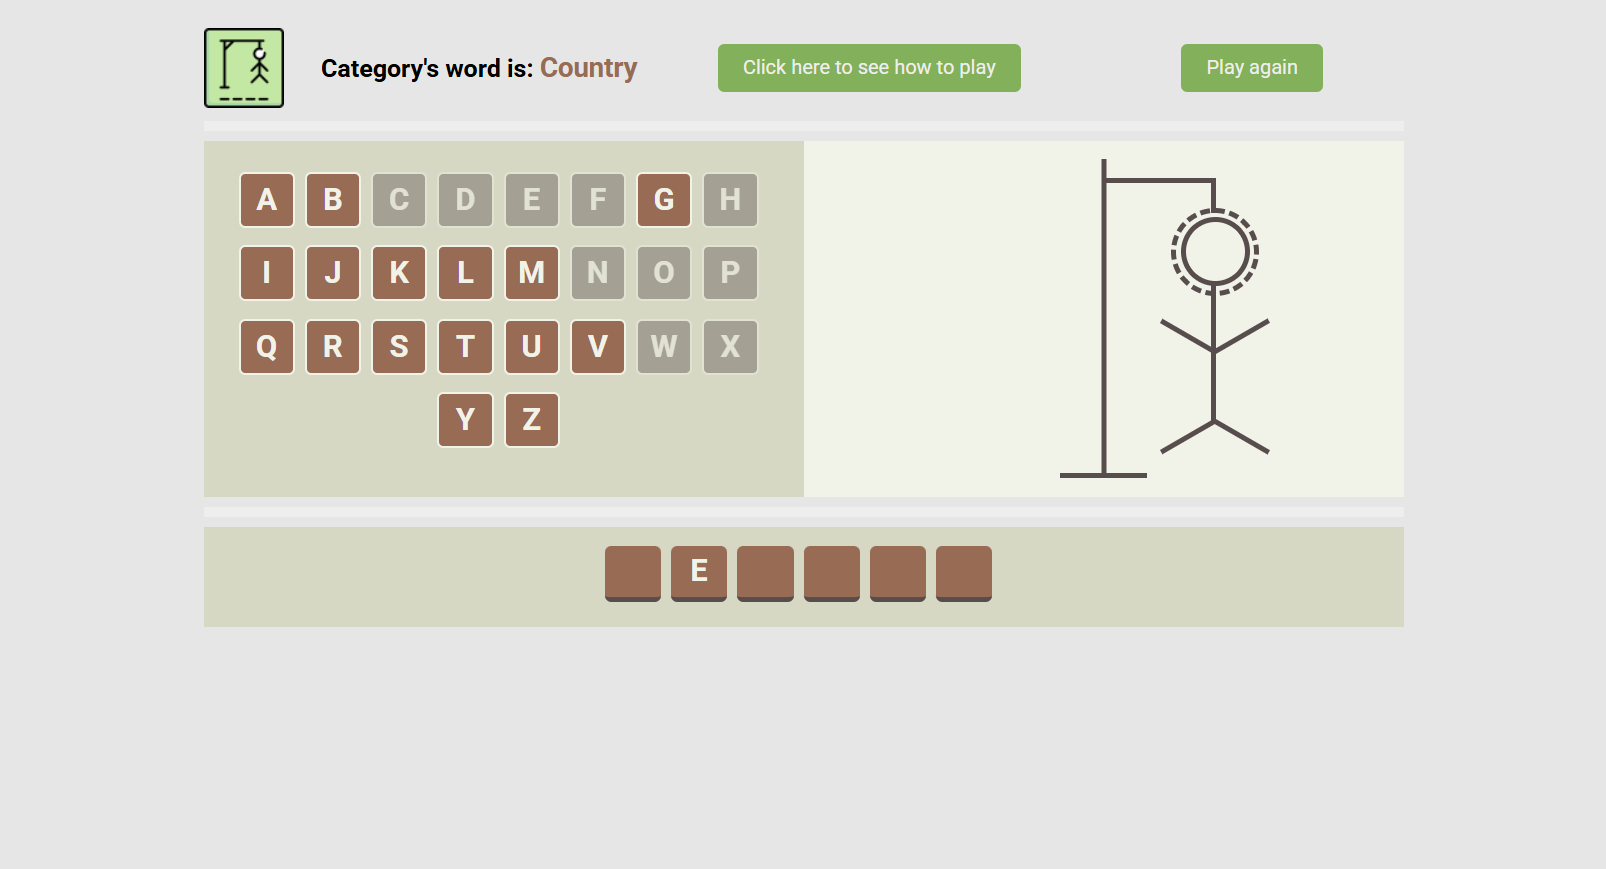 Category's word is: Country
Click here to see how to play
Play again
A B C D E F G H
I J K L M N O P
Q R S T U V W X
Y Z
E